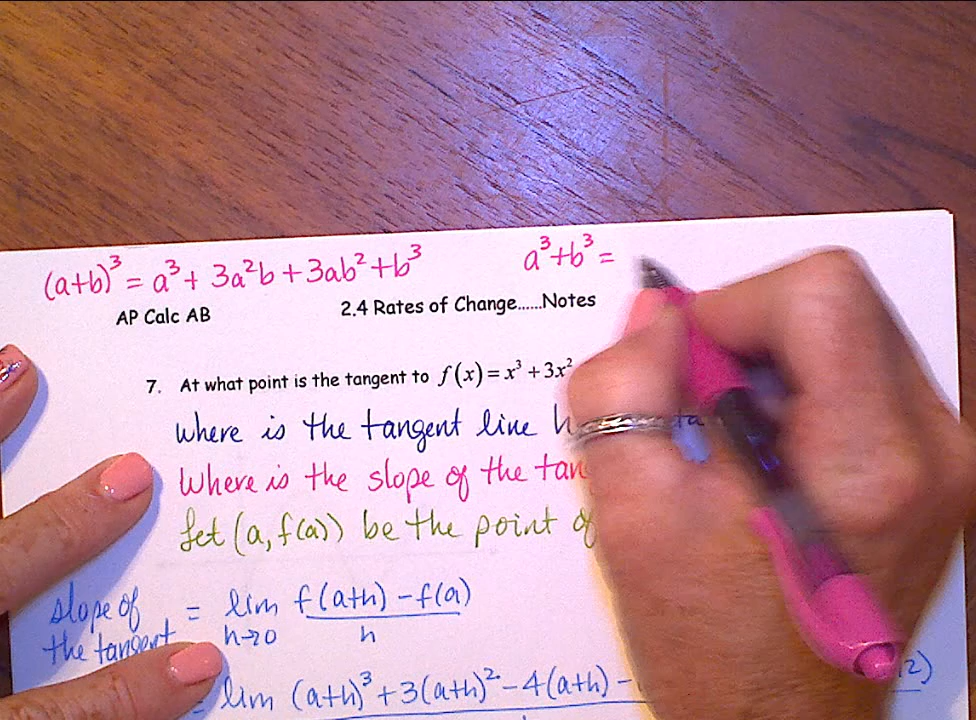 (a+b)³ = a³ + 3a²b + 3ab² + b³ a³+b³ =
AP Calc AB 2.4 Rates of Change......Notes
7. At what point is the tangent to f(x) = x³ + 3x²
where is the tangent line
Where is the slope of the tan
Let (a, f(a)) be the point of
slope of the tangent = lim h→0 f(a+h) - f(a) / h
= lim (a+h)³ + 3(a+h)² - 4(a+h) - 12)